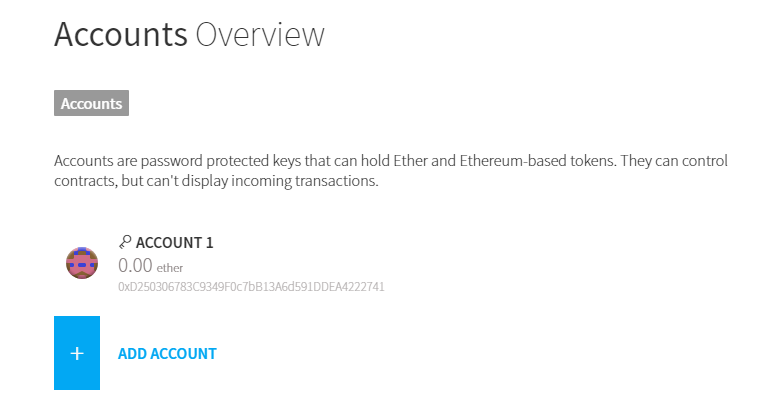 Accounts Overview
Accounts
Accounts are password protected keys that can hold Ether and Ethereum-based tokens. They can control
contracts, but can't display incoming transactions.
ACCOUNT 1
0.00 ether
0xD250306783C9349F0c7bB13A6d591DDEA4222741
+
ADD ACCOUNT